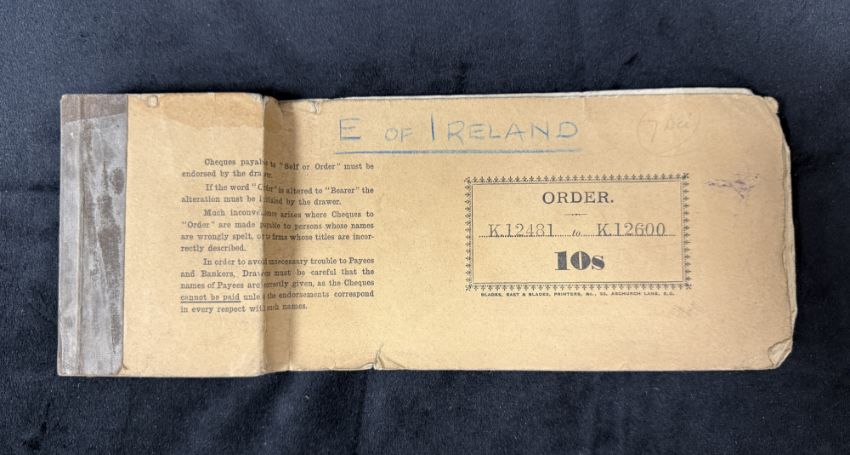 E OF IRELAND
7 Dec
Cheques payable to "Self or Order" must be
endorsed by the drawer.
If the word "Order" is altered to "Bearer" the
alteration must be initialed by the drawer.
Much inconvenience arises where Cheques to
"Order" are made payable to persons whose names
are wrongly spelt, or to firms whose titles are incor-
rectly described.
In order to avoid unnecessary trouble to Payees
and Bankers, Drawers must be careful that the
names of Payees are correctly given, as the Cheques
cannot be paid unless the endorsements correspond
in every respect with such names.
ORDER.
K.12481 to K.12600
10s
BLADES, EAST & BLADES, PRINTERS, &c., 23, ABCHURCH LANE, E.C.